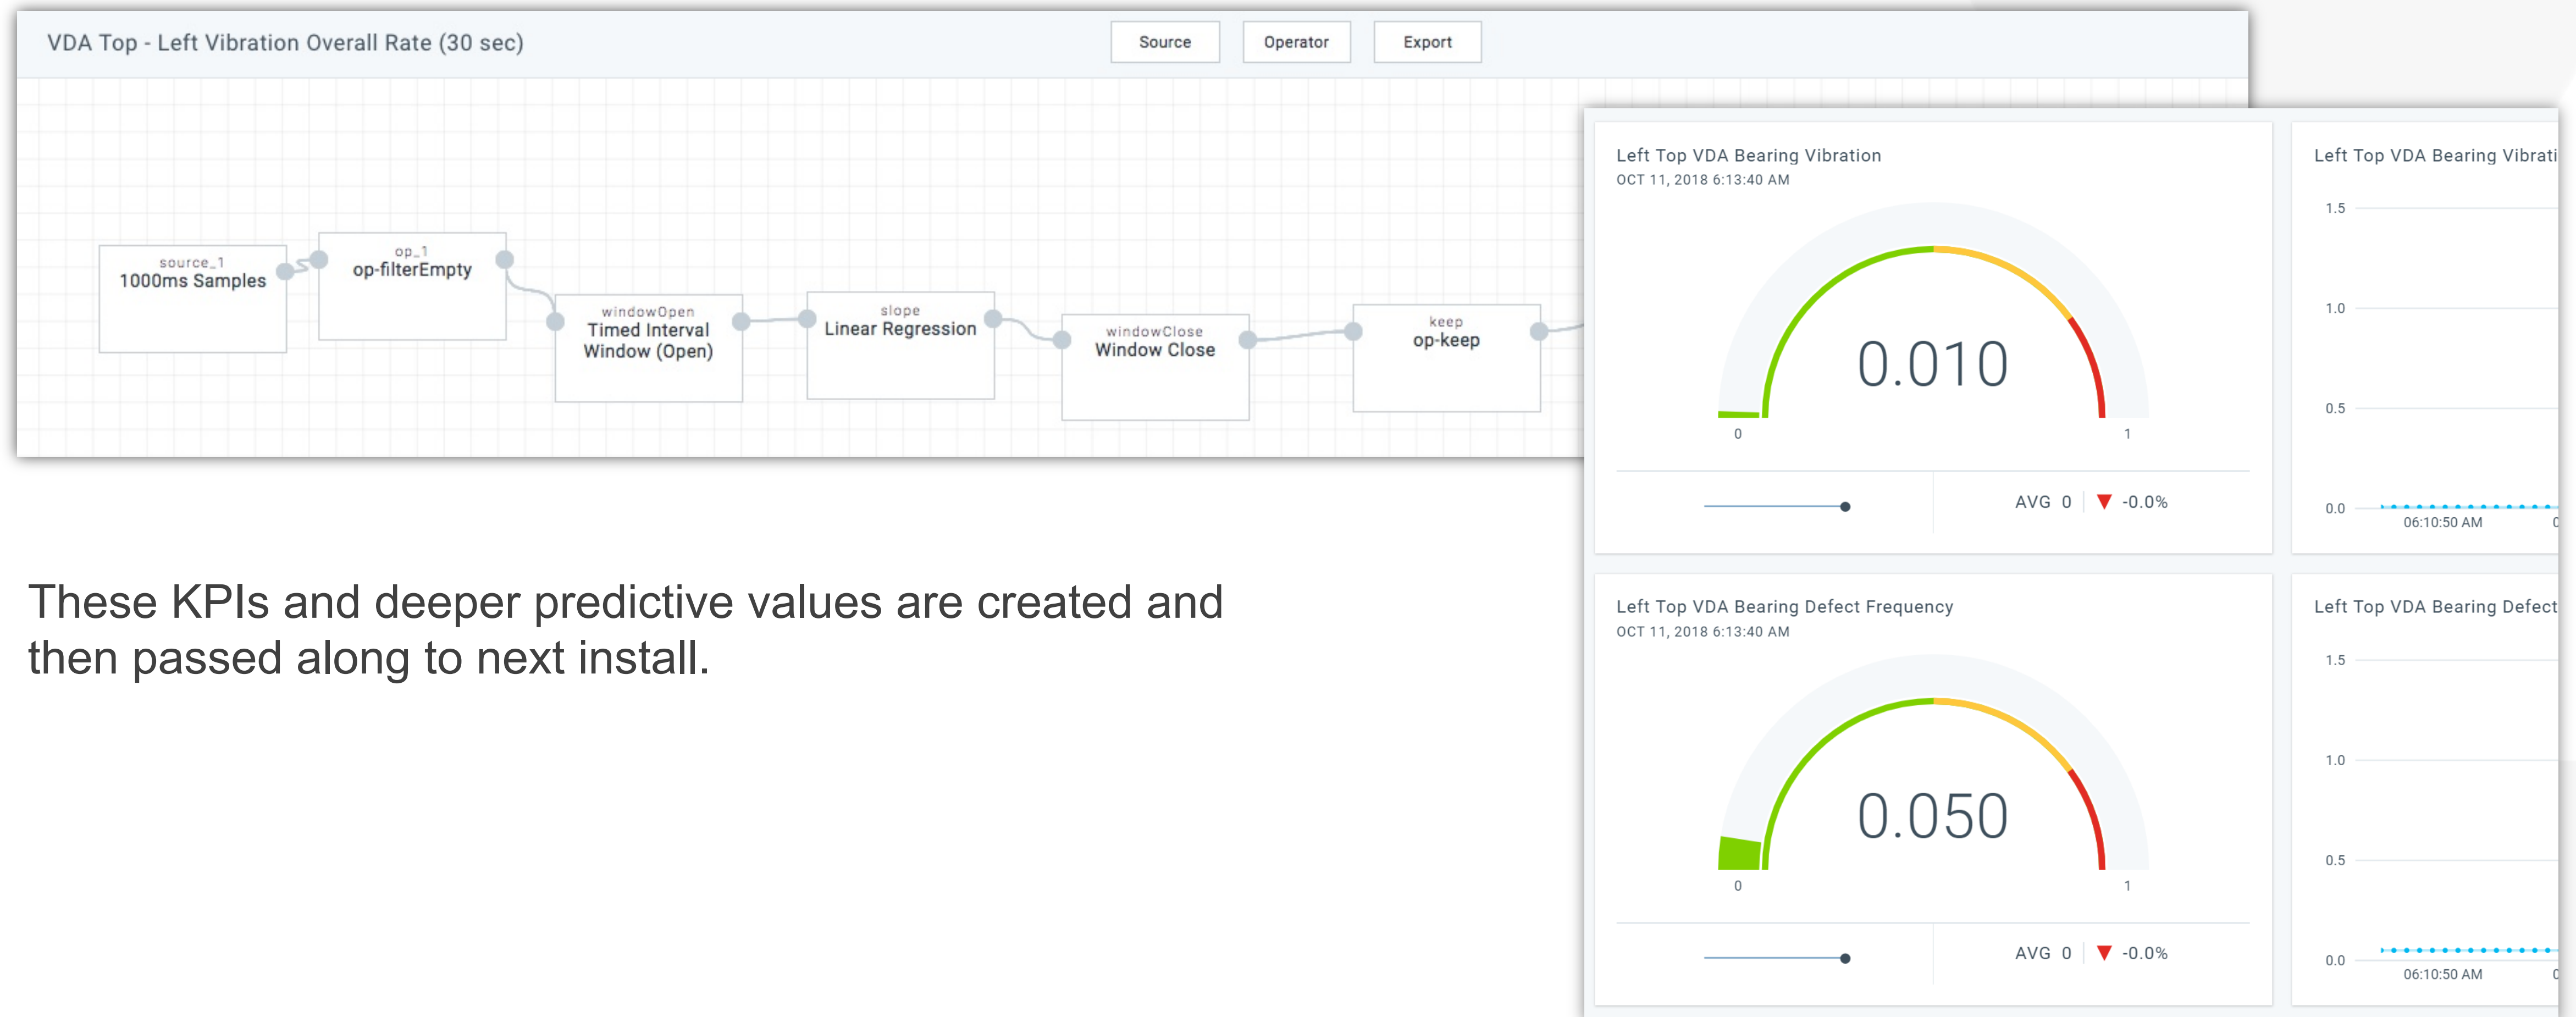 VDA Top - Left Vibration Overall Rate (30 sec)
Source
Operator
Export
source_1
1000ms Samples
op_1
op-filterEmpty
windowOpen
Timed Interval
Window (Open)
slope
Linear Regression
windowClose
Window Close
keep
op-keep
These KPIs and deeper predictive values are created and
then passed along to next install.
Left Top VDA Bearing Vibration
OCT 11, 2018 6:13:40 AM
0.010
0
1
AVG 0
-0.0%
Left Top VDA Bearing Vibrati
1.5
1.0
0.5
0.0
06:10:50 AM
Left Top VDA Bearing Defect Frequency
OCT 11, 2018 6:13:40 AM
0.050
0
1
AVG 0
-0.0%
Left Top VDA Bearing Defect
1.5
1.0
0.5
0.0
06:10:50 AM